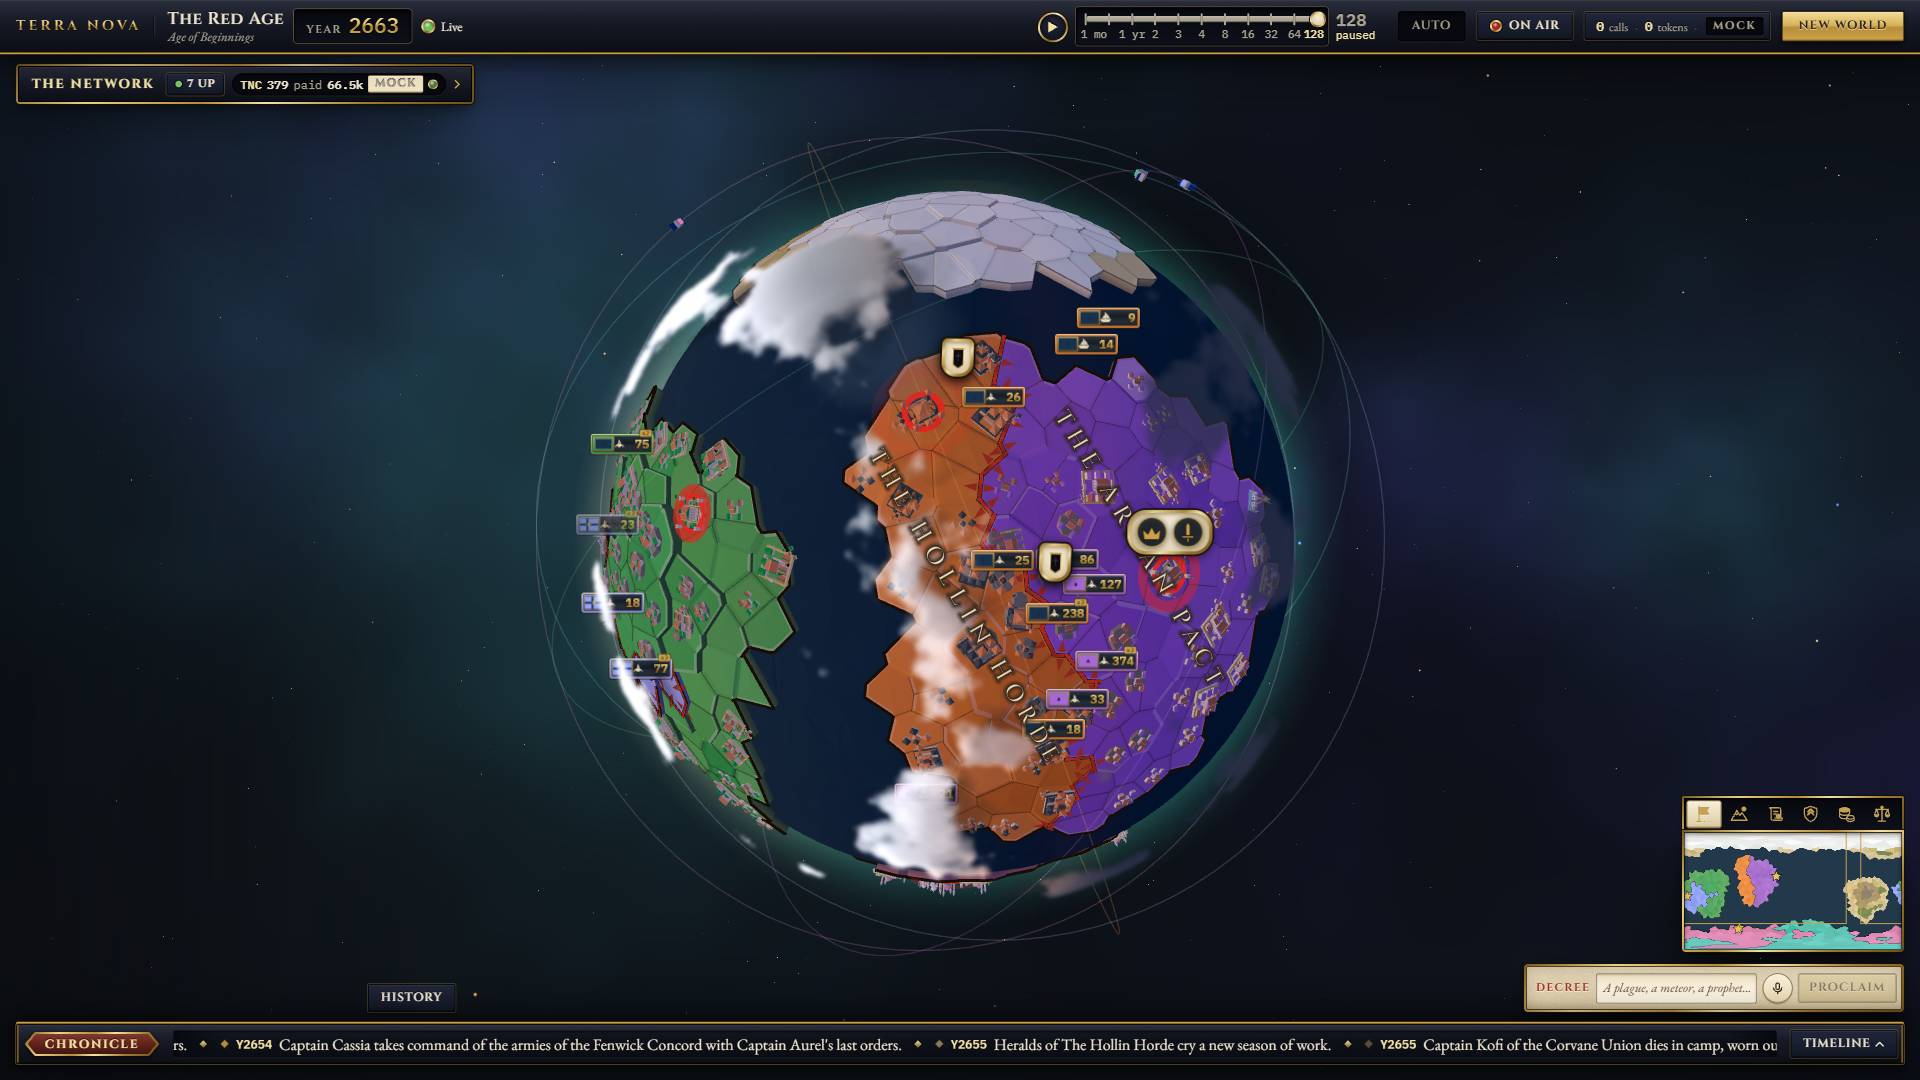 TERRA NOVA
THE RED AGE
Age of Beginnings
YEAR 2663
Live
1 mo 1 yr 2 3 4 8 16 32 64 128
128
paused
AUTO
ON AIR
0 calls · 0 tokens · MOCK
NEW WORLD
THE NETWORK
7 UP
TNC 379 paid 66.5k MOCK
9
14
26
75
23
18
77
25
86
127
238
374
33
18
THE HOLLIN HORDE
PACT
DECREE
A plague, a meteor, a prophet...
PROCLAIM
HISTORY
CHRONICLE
rs. Y2654 Captain Cassia takes command of the armies of the Fenwick Concord with Captain Aurel's last orders. Y2655 Heralds of The Hollin Horde cry a new season of work. Y2655 Captain Kofi of the Corvane Union dies in camp, worn ou
TIMELINE